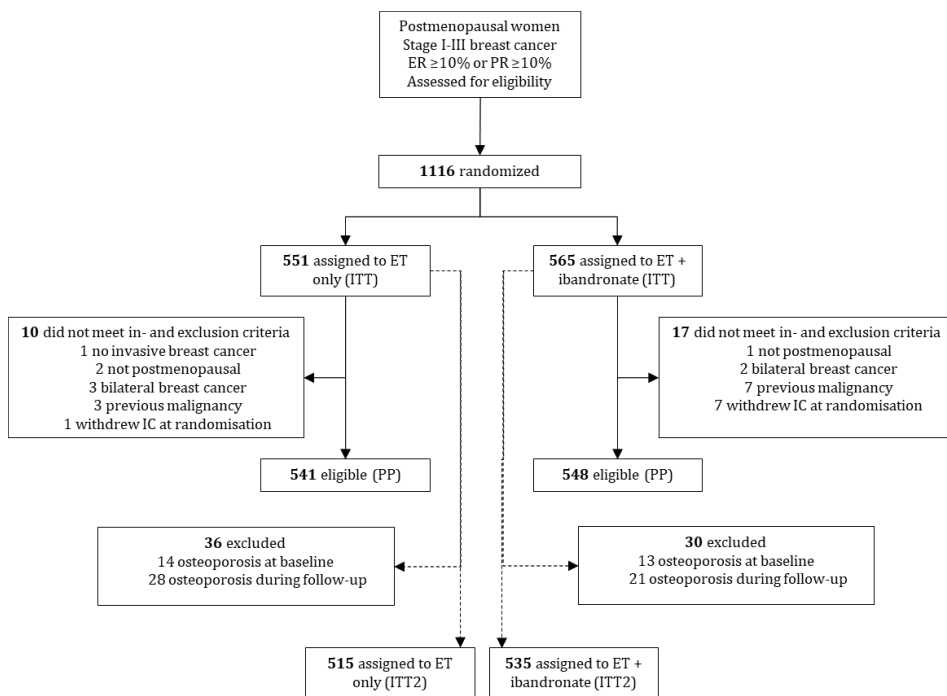 Postmenopausal women
Stage I-III breast cancer
ER ≥10% or PR ≥10%
Assessed for eligibility
1116 randomized
551 assigned to ET
only (ITT)
565 assigned to ET +
ibandronate (ITT)
10 did not meet in- and exclusion criteria
1 no invasive breast cancer
2 not postmenopausal
3 bilateral breast cancer
3 previous malignancy
1 withdrew IC at randomisation
17 did not meet in- and exclusion criteria
1 not postmenopausal
2 bilateral breast cancer
7 previous malignancy
7 withdrew IC at randomisation
541 eligible (PP)
548 eligible (PP)
36 excluded
14 osteoporosis at baseline
28 osteoporosis during follow-up
30 excluded
13 osteoporosis at baseline
21 osteoporosis during follow-up
515 assigned to ET
only (ITT2)
535 assigned to ET +
ibandronate (ITT2)